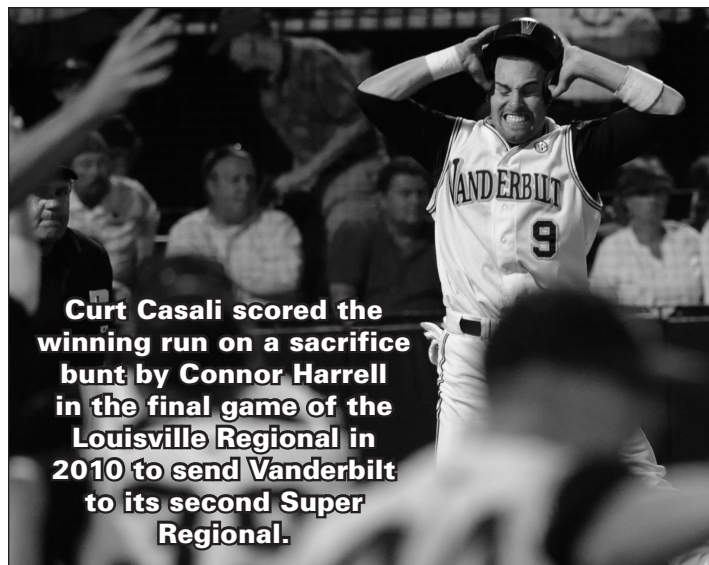 V
VANDERBILT
9
Curt Casali scored the
winning run on a sacrifice
bunt by Connor Harrell
in the final game of the
Louisville Regional in
2010 to send Vanderbilt
to its second Super
Regional.